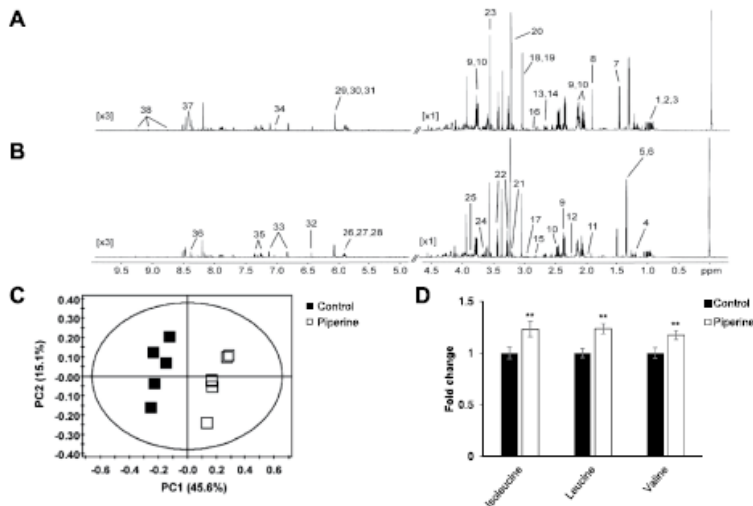 A
23
20
18,19
8
7
9,10
13,14
9,10
1,2,3
16
29,30,31
38
37
34
[x3]
[x1]
B
5,6
22
21
25
9
24
17
12
10
15
11
4
36
35
33
32
26,27,28
[x3]
[x1]
9.5 9.0 8.5 8.0 7.5 7.0 6.5 6.0 5.5 5.0 4.5 4.0 3.5 3.0 2.5 2.0 1.5 1.0 0.5 ppm
C
Control
Piperine
0.40
0.30
0.20
0.10
-0.00
-0.10
-0.20
-0.30
-0.40
PC2 (15.1%)
-0.6 -0.4 -0.2 -0.0 0.2 0.4 0.6
PC1 (45.6%)
D
Control
Piperine
1.5
1
0.5
0
Fold change
** ** **
Isoleucine
Leucine
Valine